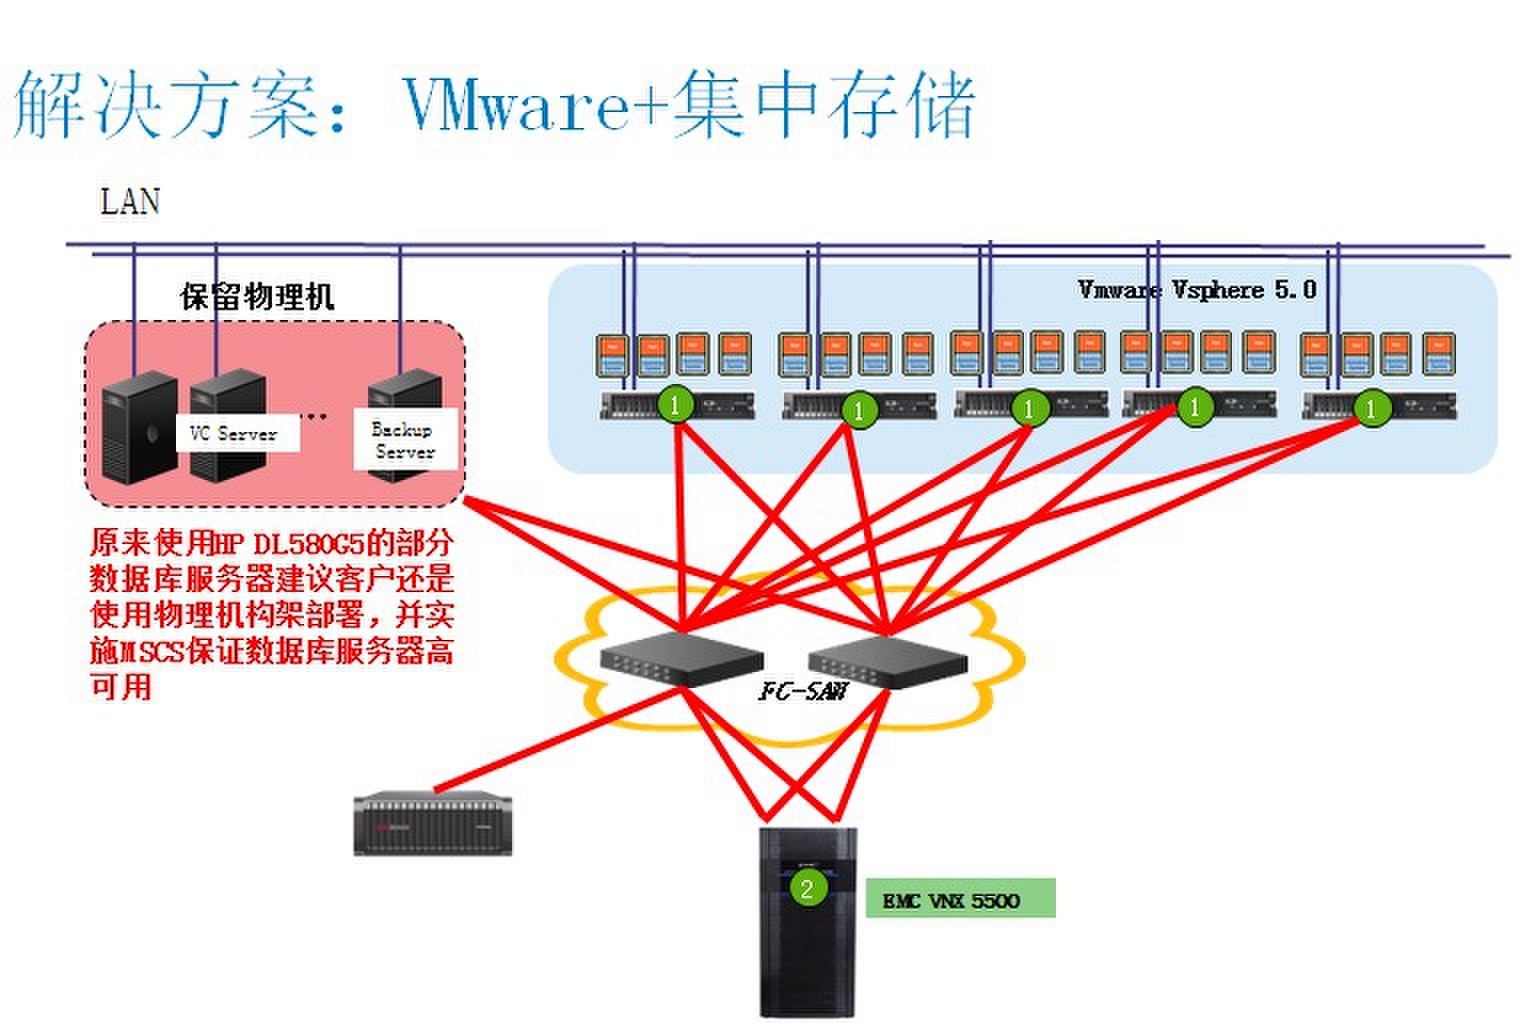 解决方案：VMware+集中存储
LAN
保留物理机
Vmware Vsphere 5.0
1
1
1
1
1
VC Server
...
Backup
Server
原来使用HP DL580G5的部分
数据库服务器建议客户还是
使用物理机构架部署，并实
施MSCS保证数据库服务器高
可用
FC-SAN
2
EMC VNX 5500